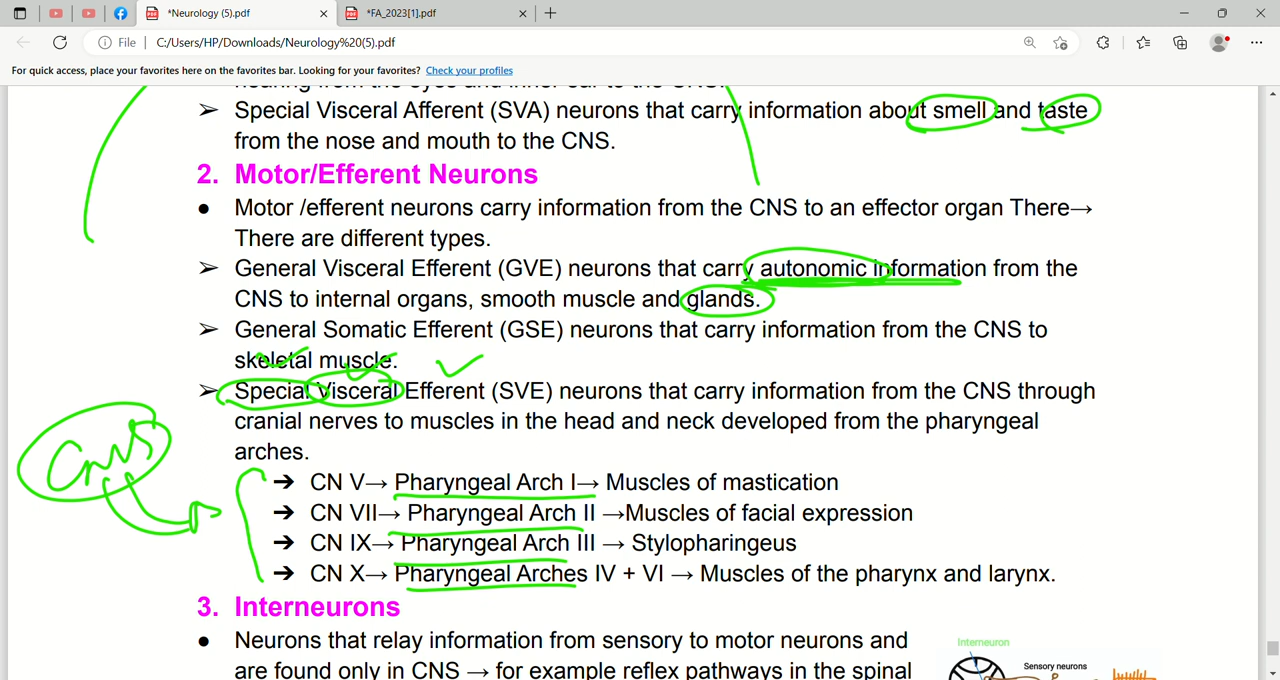 *Neurology (5).pdf
*FA_2023[1].pdf
File
C:/Users/HP/Downloads/Neurology%20(5).pdf
For quick access, place your favorites here on the favorites bar. Looking for your favorites? Check your profiles
hearing from the eyes and inner ear to the CNS.
➢ Special Visceral Afferent (SVA) neurons that carry information about smell and taste
from the nose and mouth to the CNS.
2. Motor/Efferent Neurons
● Motor /efferent neurons carry information from the CNS to an effector organ There→
There are different types.
➢ General Visceral Efferent (GVE) neurons that carry autonomic information from the
CNS to internal organs, smooth muscle and glands.
➢ General Somatic Efferent (GSE) neurons that carry information from the CNS to
skeletal muscle.
➢ Special Visceral Efferent (SVE) neurons that carry information from the CNS through
cranial nerves to muscles in the head and neck developed from the pharyngeal
arches.
➔ CN V→ Pharyngeal Arch I→ Muscles of mastication
➔ CN VII→ Pharyngeal Arch II →Muscles of facial expression
➔ CN IX→ Pharyngeal Arch III → Stylopharingeus
➔ CN X→ Pharyngeal Arches IV + VI → Muscles of the pharynx and larynx.
3. Interneurons
● Neurons that relay information from sensory to motor neurons and
are found only in CNS → for example reflex pathways in the spinal
Interneuron
Sensory neurons